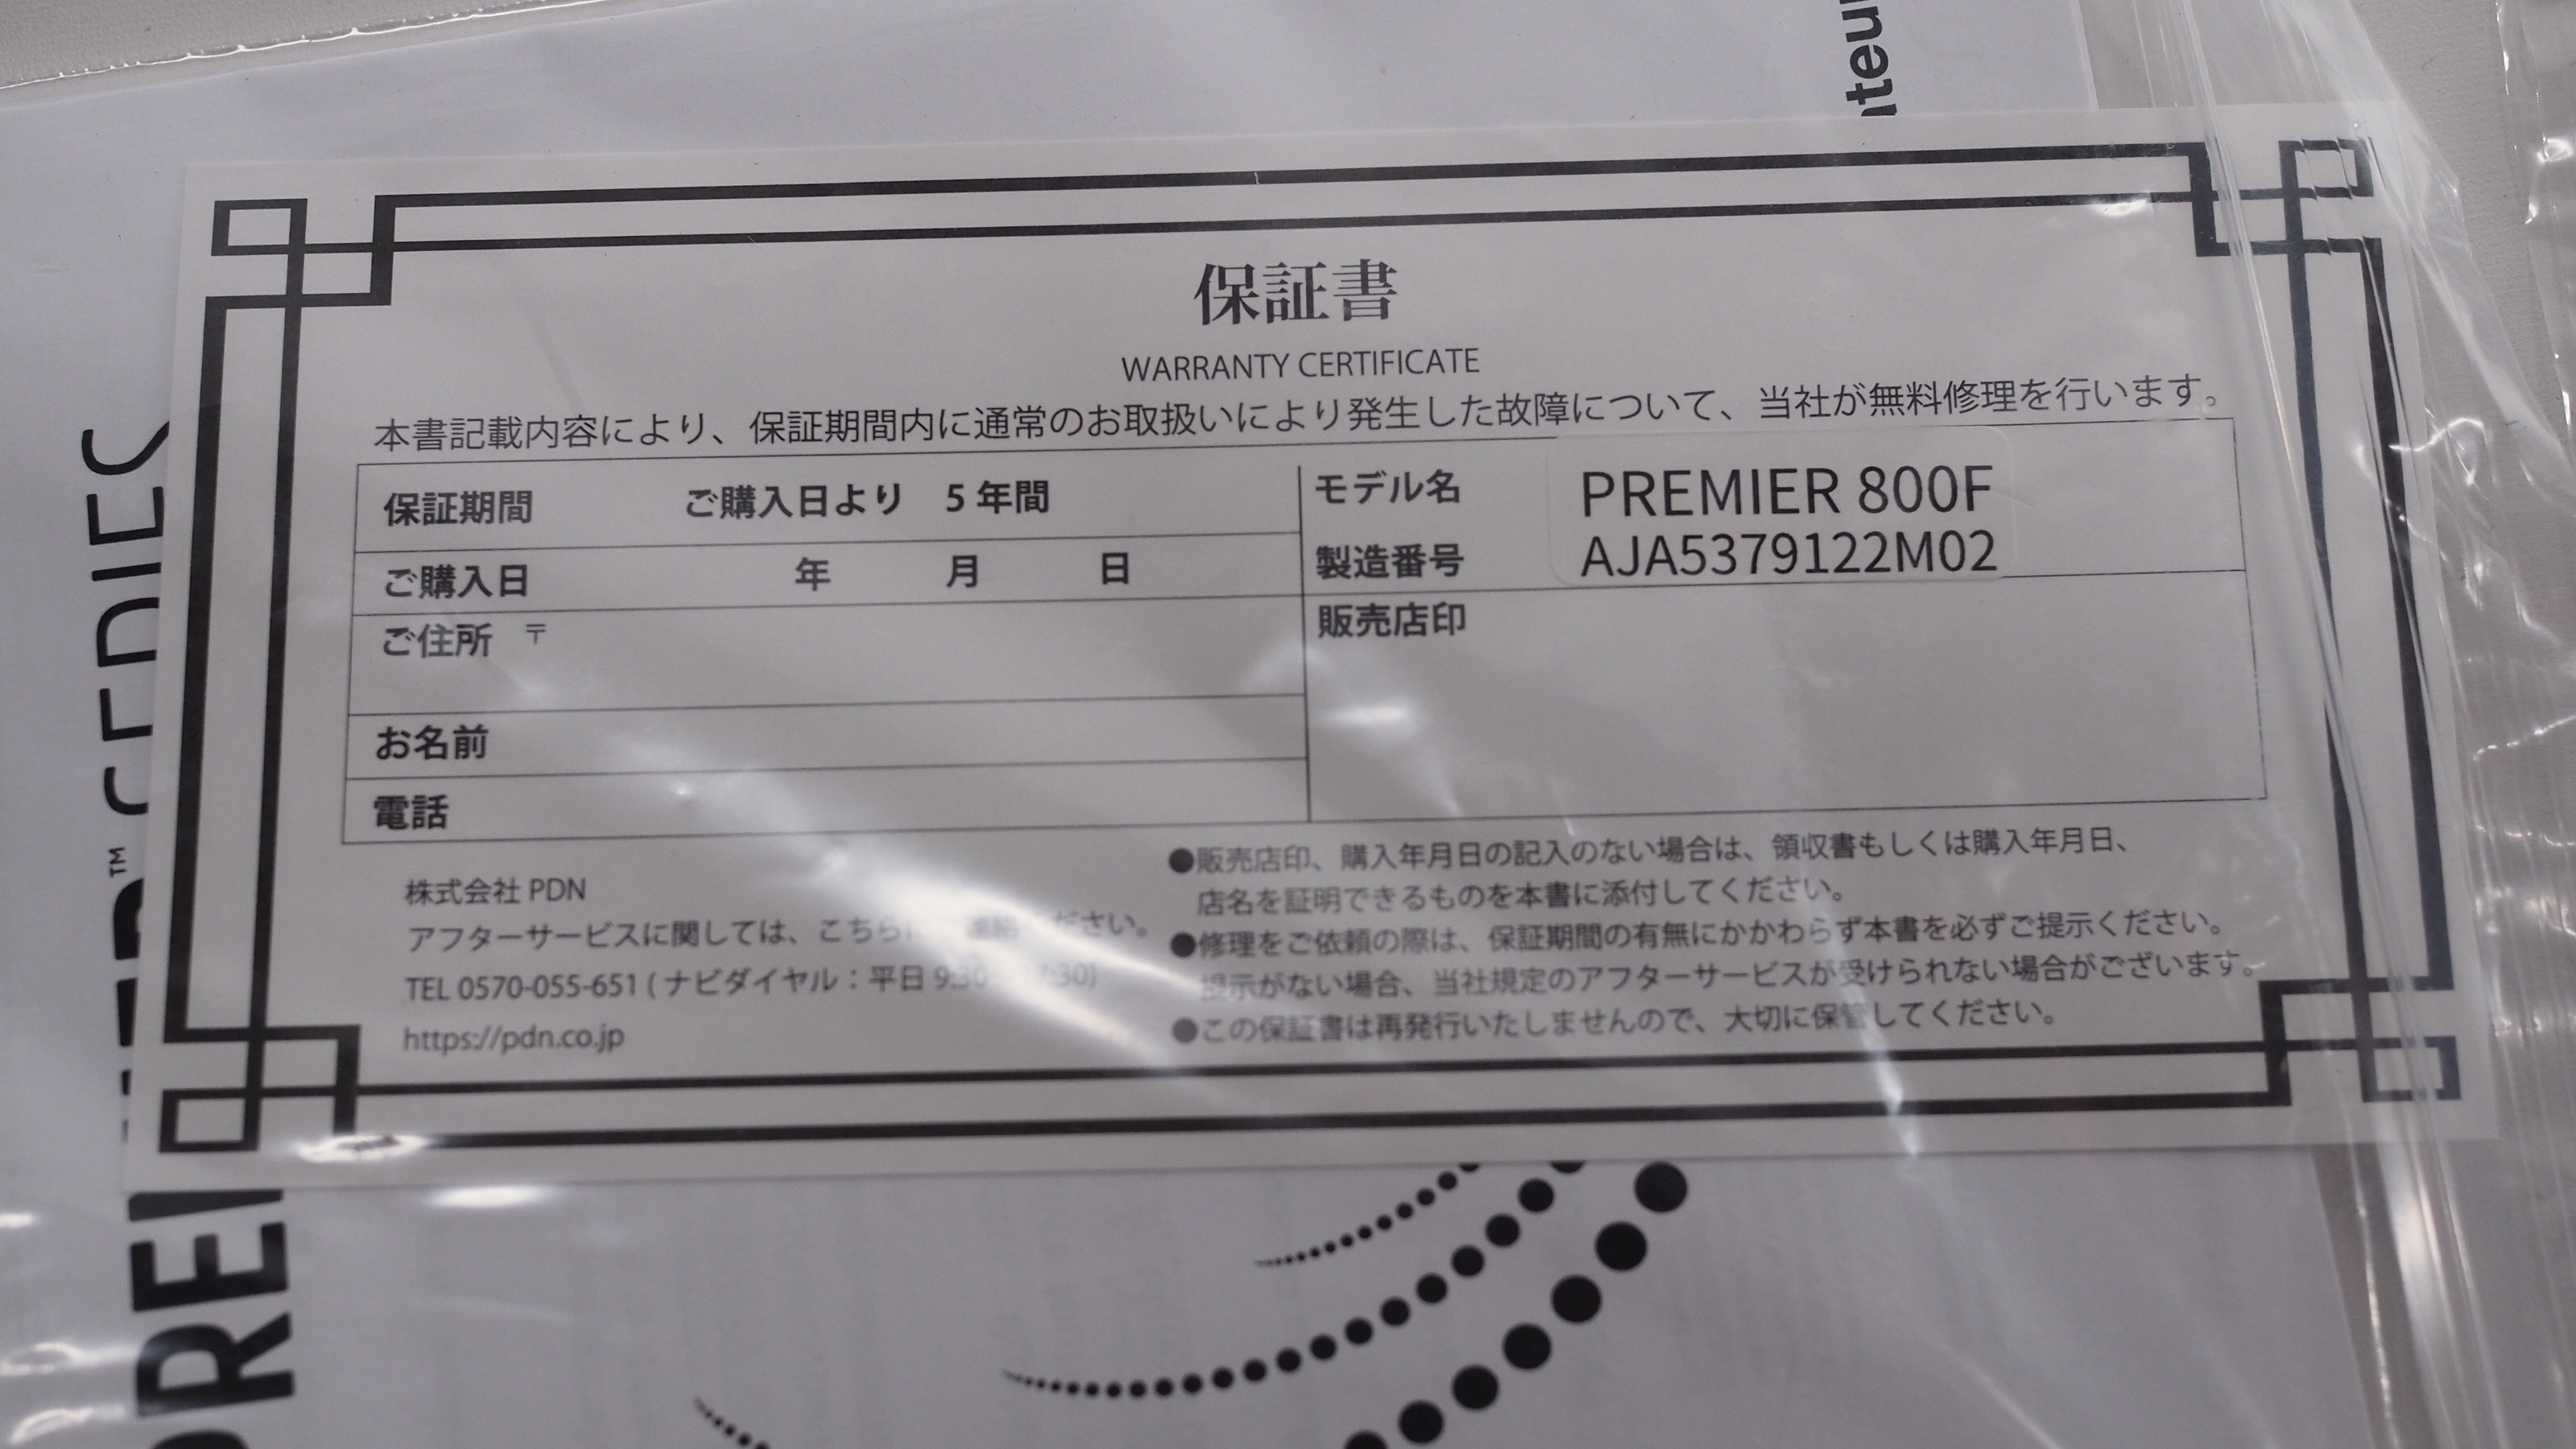 nteur
保証書
WARRANTY CERTIFICATE
本書記載内容により、保証期間内に通常のお取扱いにより発生した故障について、当社が無料修理を行います。
保証期間 ご購入日より 5 年間
ご購入日 年 月 日
ご住所 〒
お名前
電話
モデル名 PREMIER 800F
製造番号 AJA5379122M02
販売店印
株式会社 PDN
アフターサービスに関しては、こちらに 連絡 ださい。
TEL 0570-055-651 ( ナビダイヤル：平日 9:30 17:30)
https://pdn.co.jp
●販売店印、購入年月日の記入のない場合は、領収書もしくは購入年月日、
店名を証明できるものを本書に添付してください。
●修理をご依頼の際は、保証期間の有無にかかわらず本書を必ずご提示ください。
提示がない場合、当社規定のアフターサービスが受けられない場合がございます。
●この保証書は再発行いたしませんので、大切に保管してください。